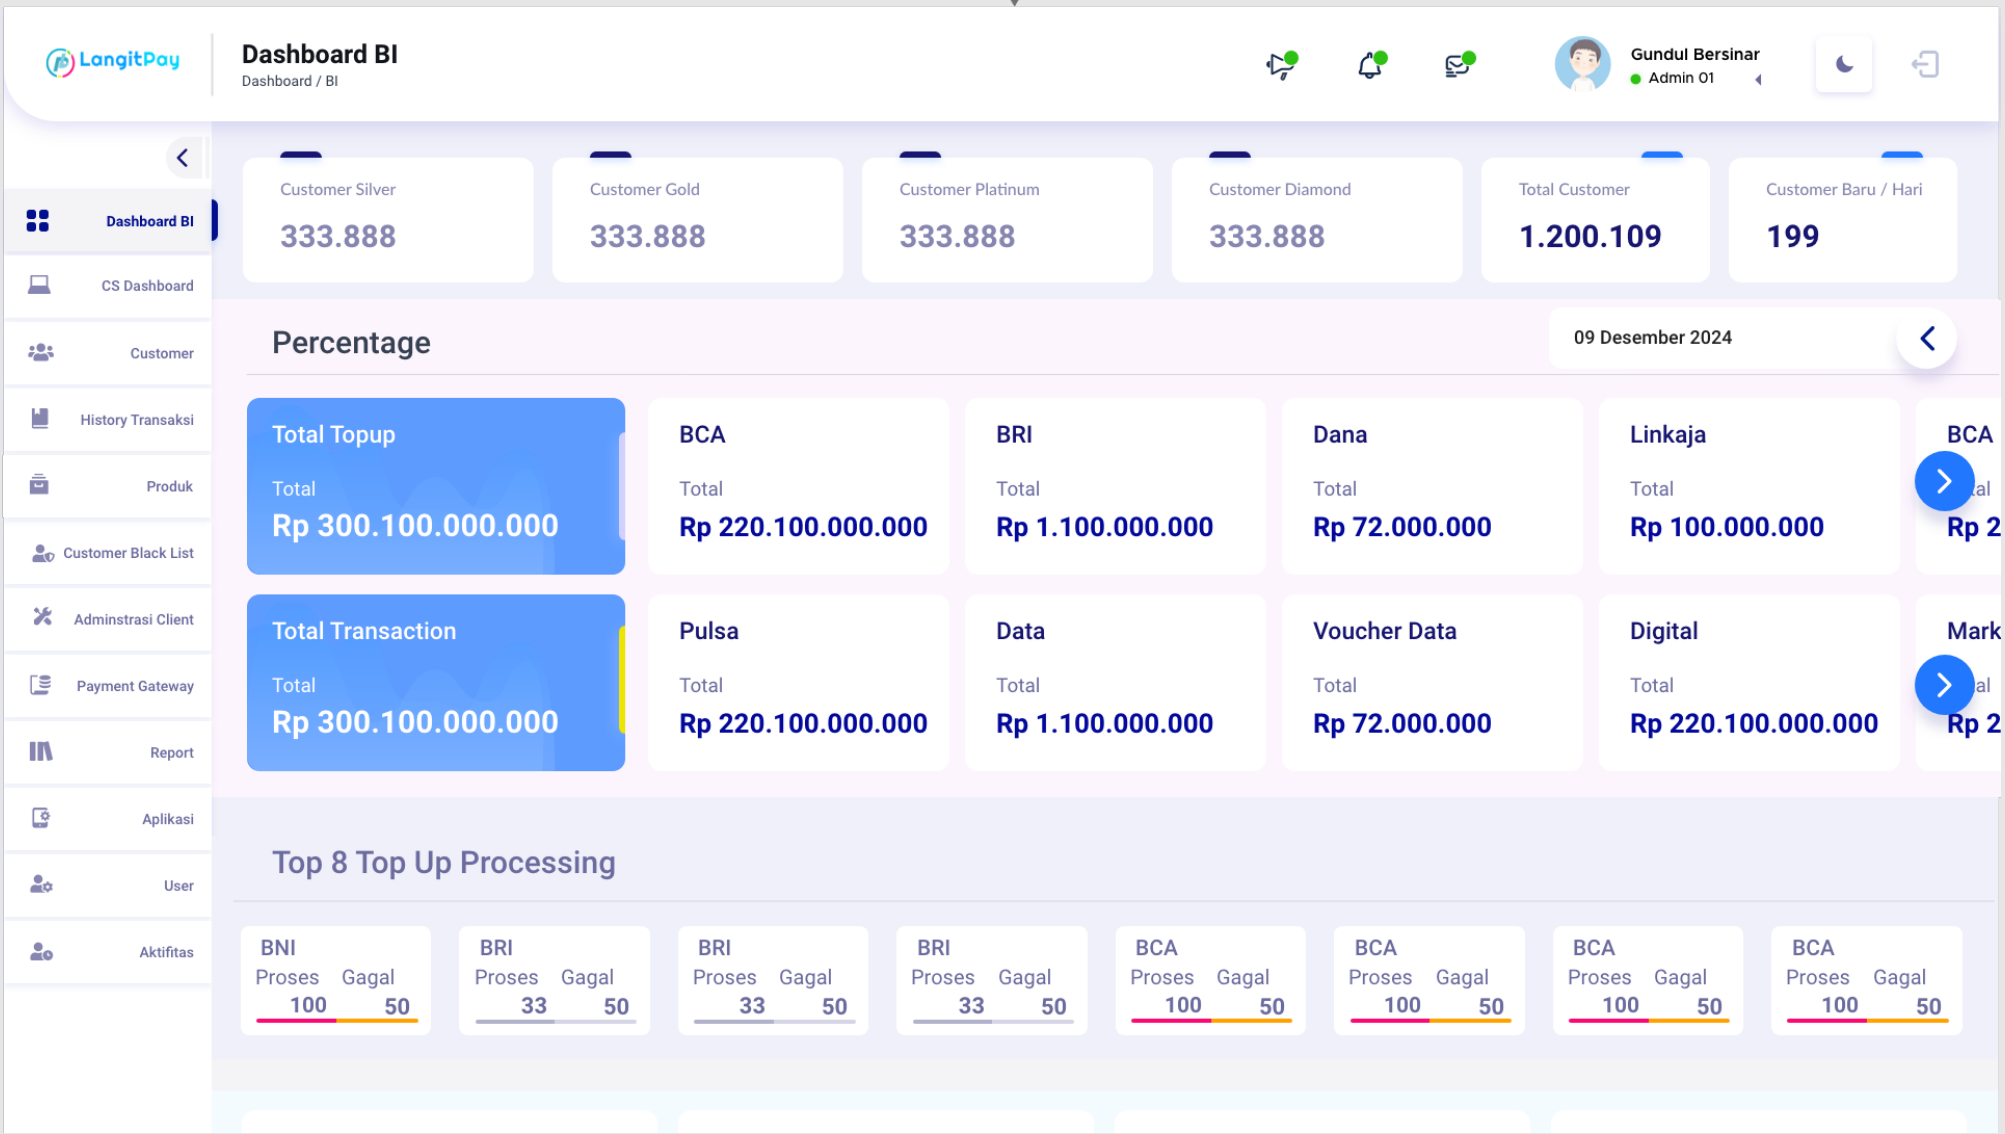 LangitPay
Dashboard BI
Dashboard / BI
Gundul Bersinar
Admin 01
Dashboard BI
CS Dashboard
Customer
History Transaksi
Produk
Customer Black List
Adminstrasi Client
Payment Gateway
Report
Aplikasi
User
Aktifitas
Customer Silver
333.888
Customer Gold
333.888
Customer Platinum
333.888
Customer Diamond
333.888
Total Customer
1.200.109
Customer Baru / Hari
199
Percentage
09 Desember 2024
Total Topup
Total
Rp 300.100.000.000
BCA
Total
Rp 220.100.000.000
BRI
Total
Rp 1.100.000.000
Dana
Total
Rp 72.000.000
Linkaja
Total
Rp 100.000.000
BCA
al
Rp 2
Total Transaction
Total
Rp 300.100.000.000
Pulsa
Total
Rp 220.100.000.000
Data
Total
Rp 1.100.000.000
Voucher Data
Total
Rp 72.000.000
Digital
Total
Rp 220.100.000.000
Mark
al
Rp 2
Top 8 Top Up Processing
BNI
Proses Gagal
100 50
BRI
Proses Gagal
33 50
BRI
Proses Gagal
33 50
BRI
Proses Gagal
33 50
BCA
Proses Gagal
100 50
BCA
Proses Gagal
100 50
BCA
Proses Gagal
100 50
BCA
Proses Gagal
100 50